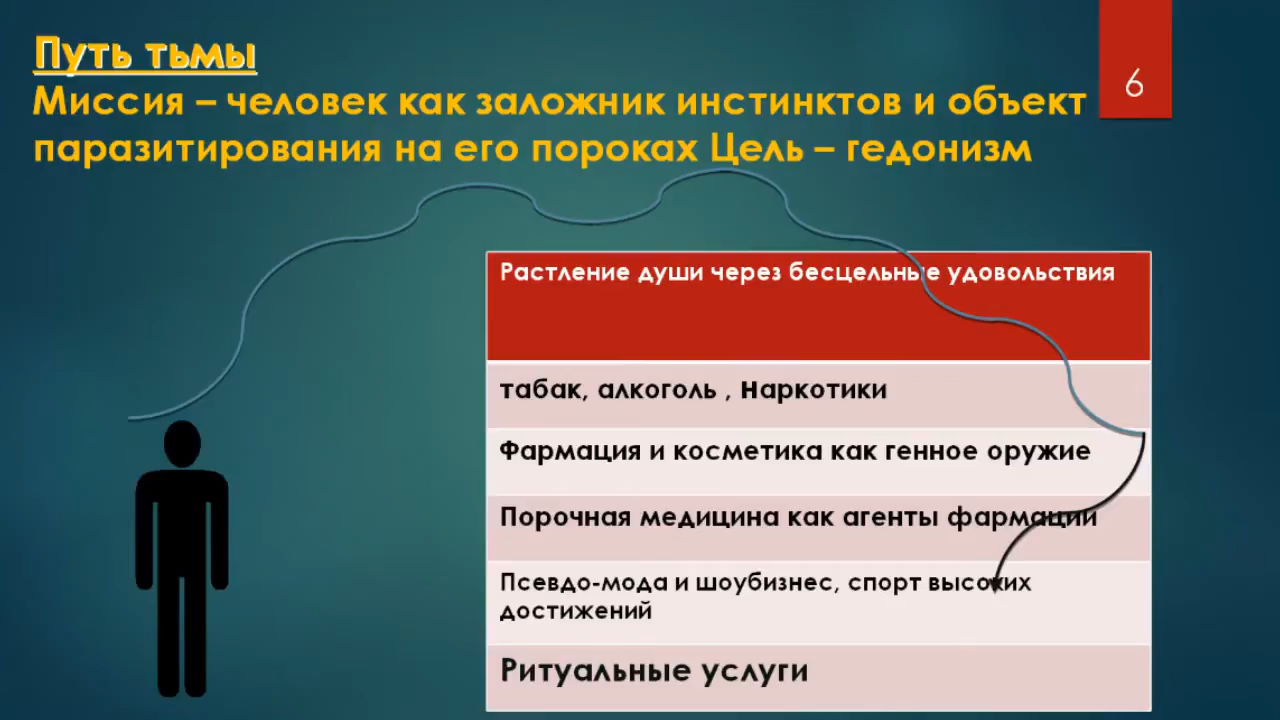 Путь тьмы
Миссия – человек как заложник инстинктов и объект
паразитирования на его пороках Цель – гедонизм
6
Растление души через бесцельные удовольствия
табак, алкоголь , наркотики
Фармация и косметика как генное оружие
Порочная медицина как агенты фармации
Псевдо-мода и шоубизнес, спорт высоких
достижений
Ритуальные услуги